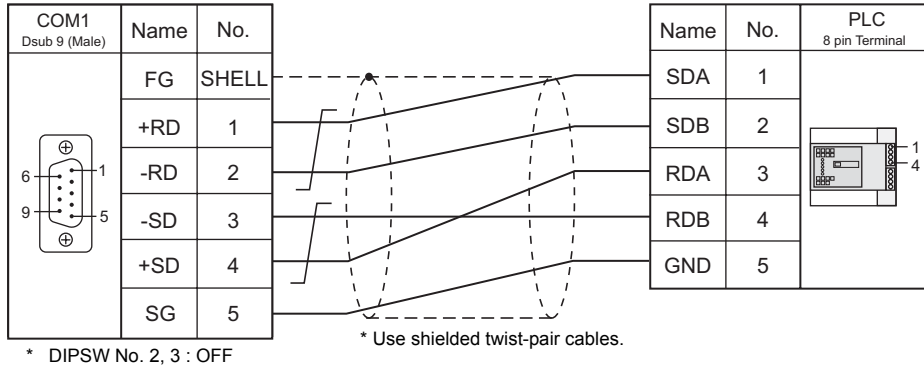 COM1
Dsub 9 (Male)
Name No.
FG SHELL
+RD 1
-RD 2
-SD 3
+SD 4
SG 5
6 1
9 5
* DIPSW No. 2, 3 : OFF
* Use shielded twist-pair cables.
Name No.
SDA 1
SDB 2
RDA 3
RDB 4
GND 5
PLC
8 pin Terminal
1
4